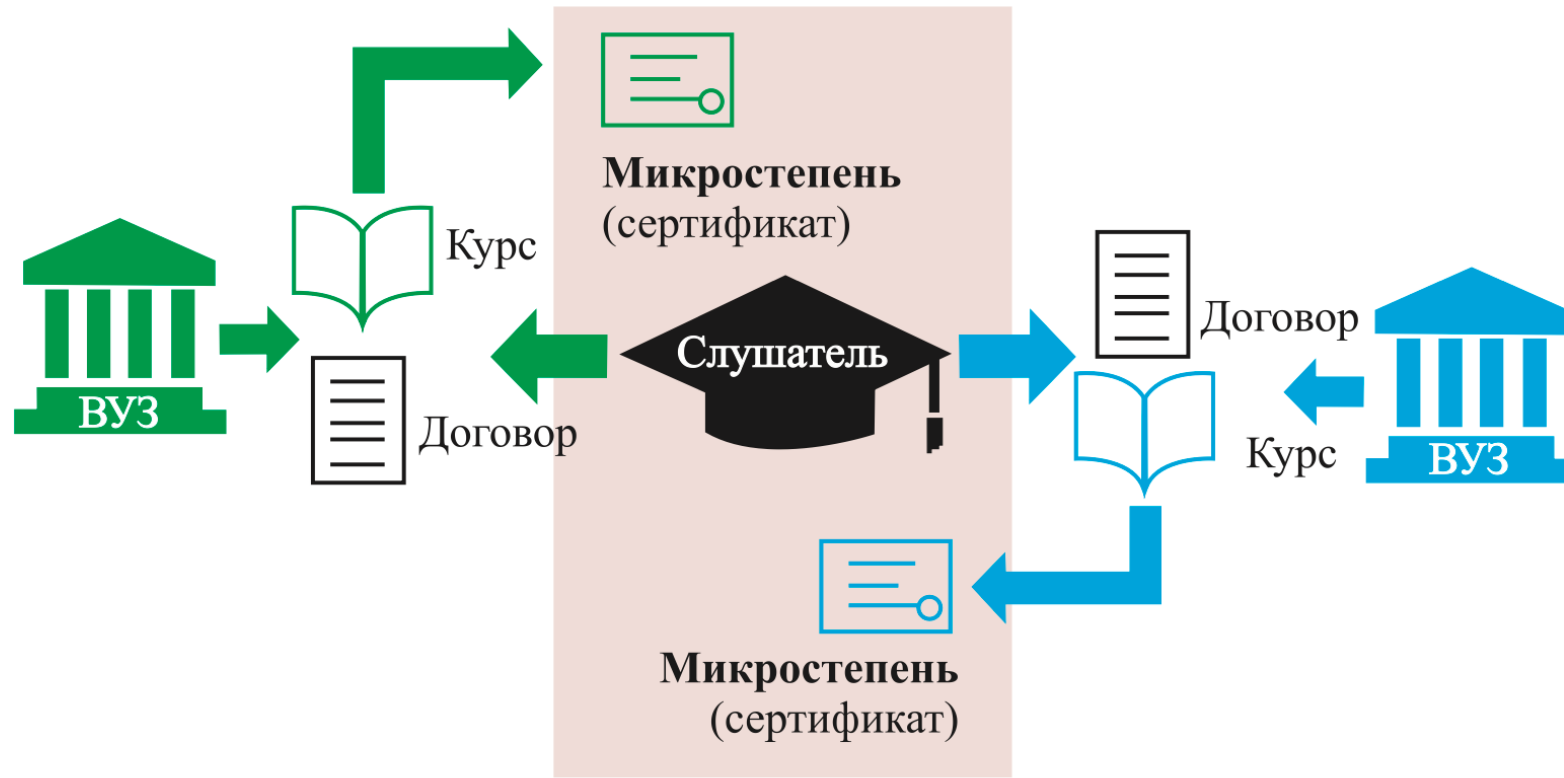 Микростепень
(сертификат)
Курс
Договор
ВУЗ
Слушатель
Договор
Курс
ВУЗ
Микростепень
(сертификат)